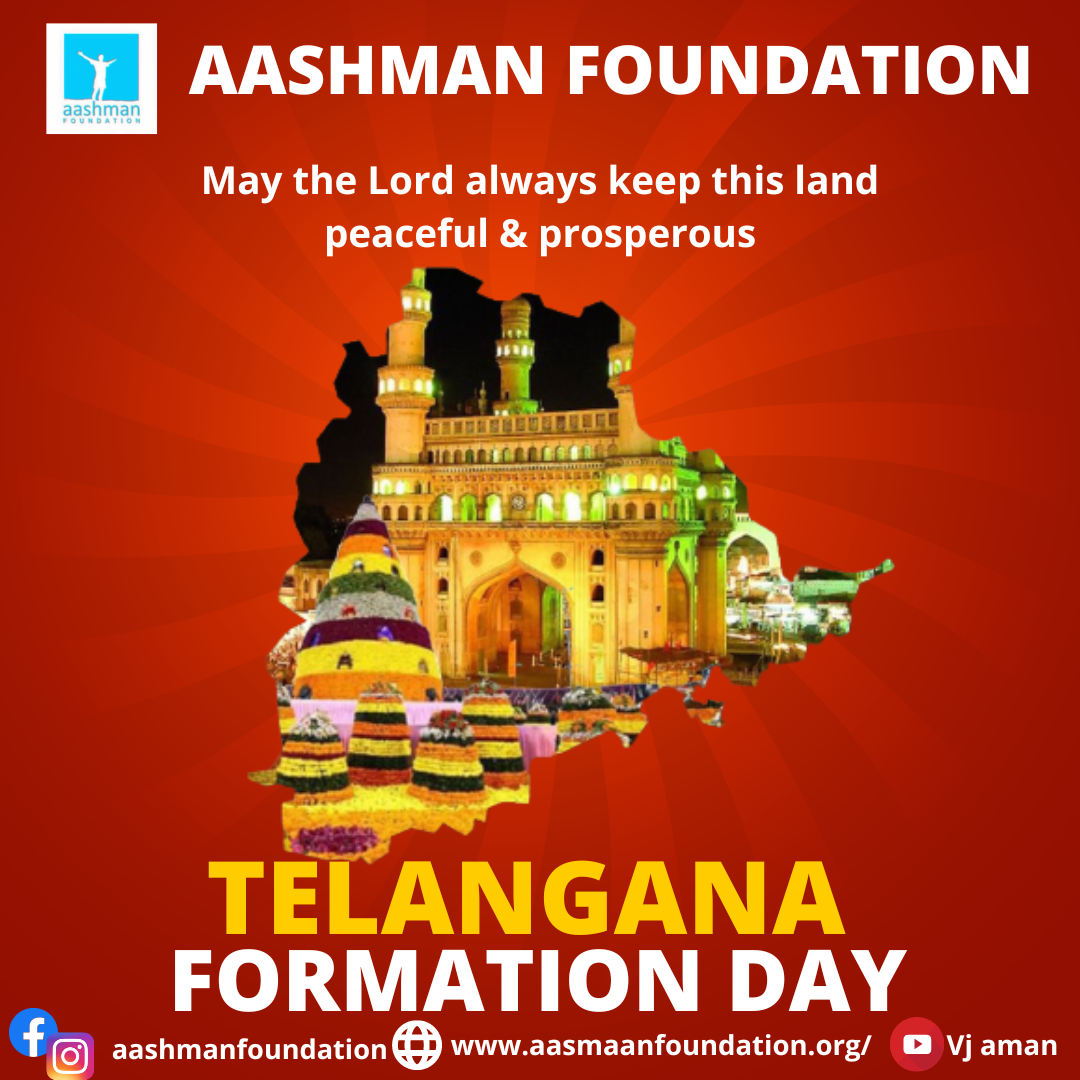 aashman
FOUNDATION
AASHMAN FOUNDATION
May the Lord always keep this land
peaceful & prosperous
TELANGANA
FORMATION DAY
aashmanfoundation
www.aasmaanfoundation.org/
Vj aman